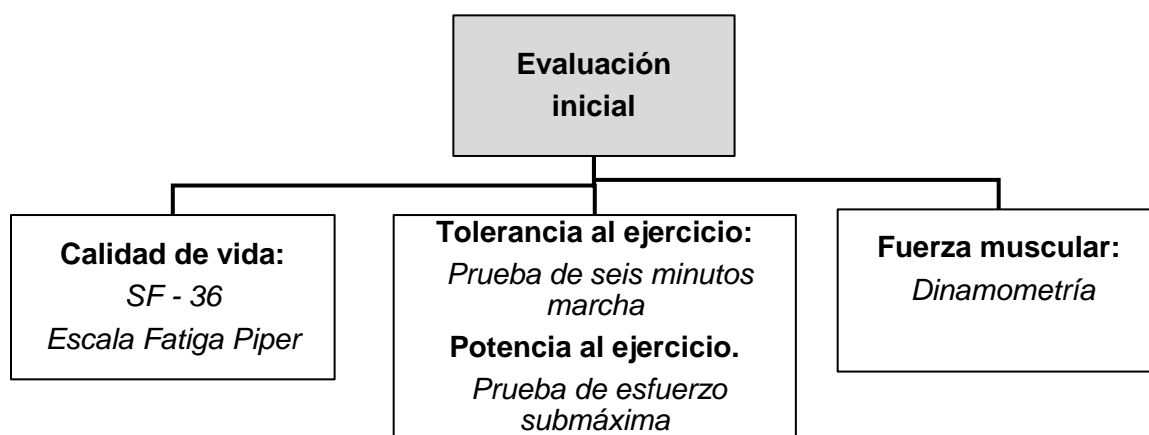 Evaluación
inicial
Calidad de vida:
SF - 36
Escala Fatiga Piper
Tolerancia al ejercicio:
Prueba de seis minutos
marcha
Potencia al ejercicio.
Prueba de esfuerzo
submáxima
Fuerza muscular:
Dinamometría